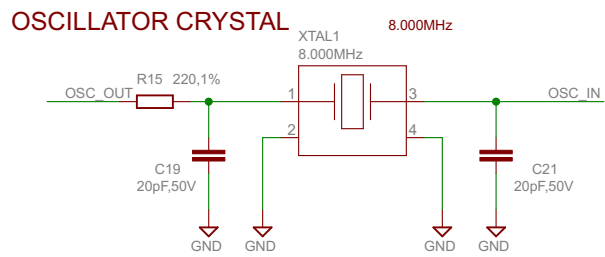 OSCILLATOR CRYSTAL
8.000MHz
XTAL1
8.000MHz
R15 220,1%
OSC_OUT
1
3
OSC_IN
2
4
C19
20pF,50V
C21
20pF,50V
GND
GND
GND
GND